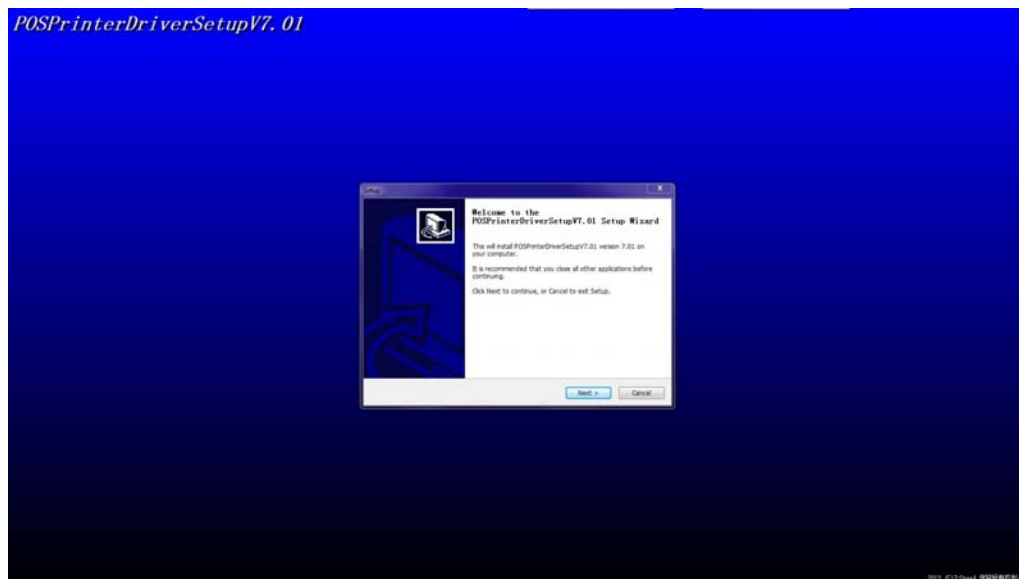 POSPrinterDriverSetupV7.01
Setup
Welcome to the
POSPrinterDriverSetupV7.01 Setup Wizard
This will install POSPrinterDriverSetupV7.01 version 7.01 on
your computer.
It is recommended that you close all other applications before
continuing.
Click Next to continue, or Cancel to exit Setup.
Next >
Cancel